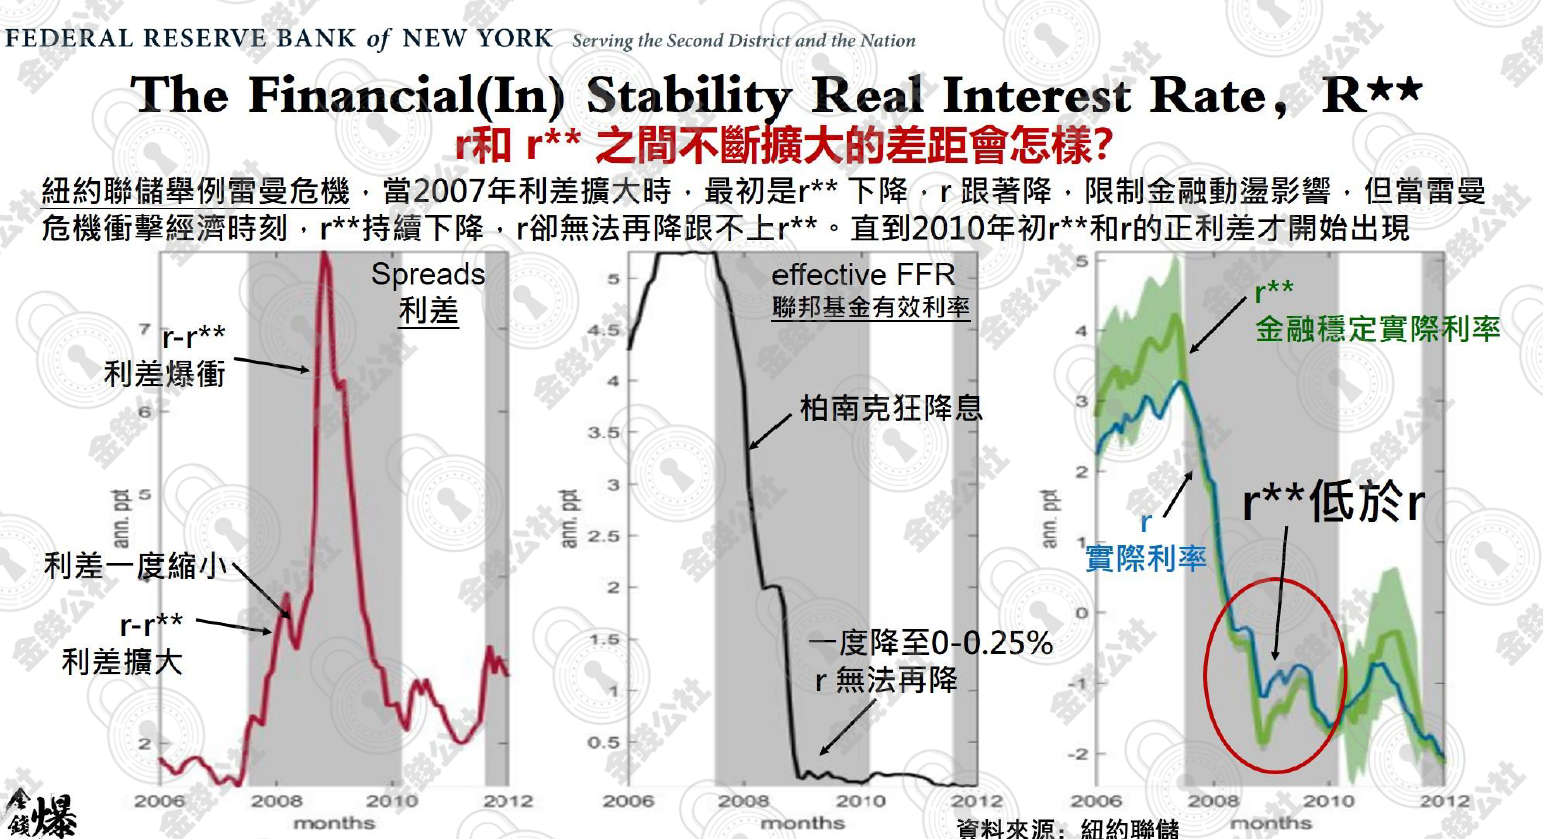 FEDERAL RESERVE BANK of NEW YORK Serving the Second District and the Nation
The Financial(In) Stability Real Interest Rate, R**
r和 r** 之間不斷擴大的差距會怎樣？
紐約聯儲舉例雷曼危機，當2007年利差擴大時，最初是r** 下降，r 跟著降，限制金融動盪影響，但當雷曼
危機衝擊經濟時刻，r**持續下降，r卻無法再降跟不上r**。直到2010年初r**和r的正利差才開始出現
Spreads
利差
r-r**
利差爆衝
利差一度縮小
r-r**
利差擴大
ann. ppt
7
6
5
4
2
2006
2008
2010
2012
months
effective FFR
聯邦基金有效利率
柏南克狂降息
一度降至0-0.25%
r 無法再降
ann. ppt
5
4.5
4
3.5
3
2.5
2
1.5
1
0.5
2006
2008
2010
2012
months
r**
金融穩定實際利率
r
實際利率
r**低於r
ann. ppt
5
4
3
2
1
0
-1
-2
2006
2008
2010
2012
months
資料來源：紐約聯儲
金錢爆
金錢公社